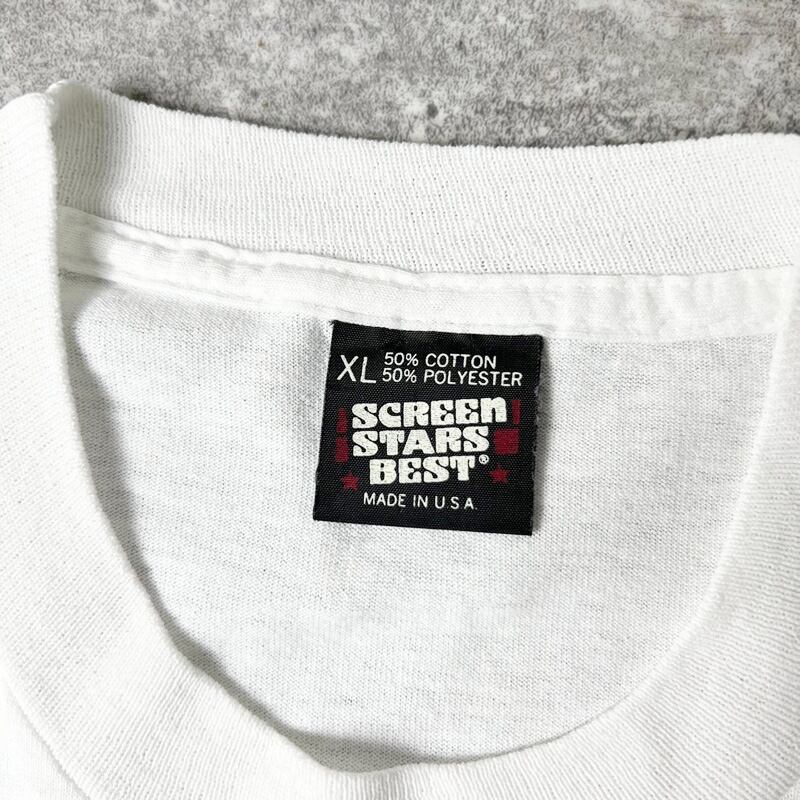 XL 50% COTTON
50% POLYESTER
SCREEN
STARS
BEST®
MADE IN U.S.A.